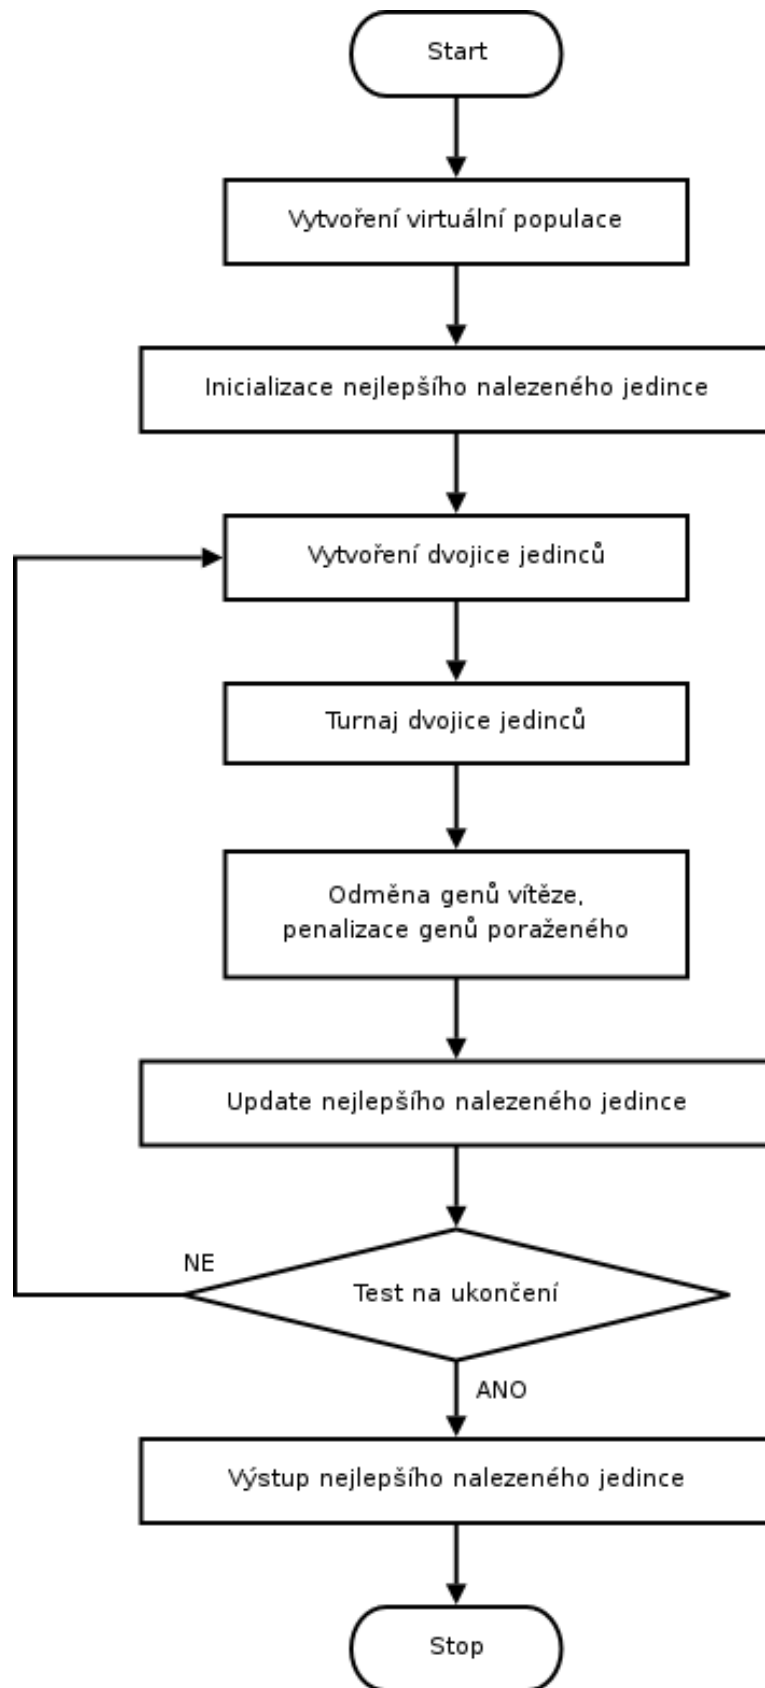 Start
Vytvoření virtuální populace
Inicializace nejlepšího nalezeného jedince
Vytvoření dvojice jedinců
Turnaj dvojice jedinců
Odměna genů vítěze,
penalizace genů poraženého
Update nejlepšího nalezeného jedince
NE
Test na ukončení
ANO
Výstup nejlepšího nalezeného jedince
Stop